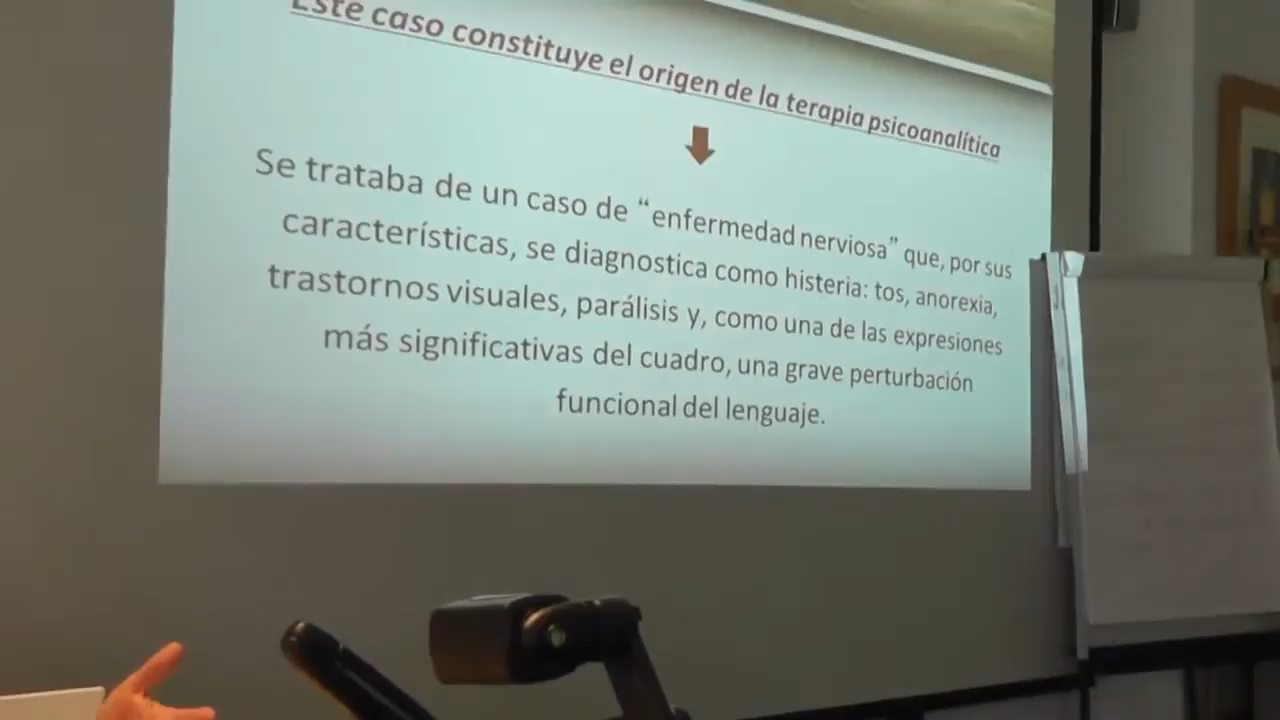 Este caso constituye el origen de la terapia psicoanalítica
Se trataba de un caso de “enfermedad nerviosa” que, por sus
características, se diagnostica como histeria: tos, anorexia,
trastornos visuales, parálisis y, como una de las expresiones
más significativas del cuadro, una grave perturbación
funcional del lenguaje.